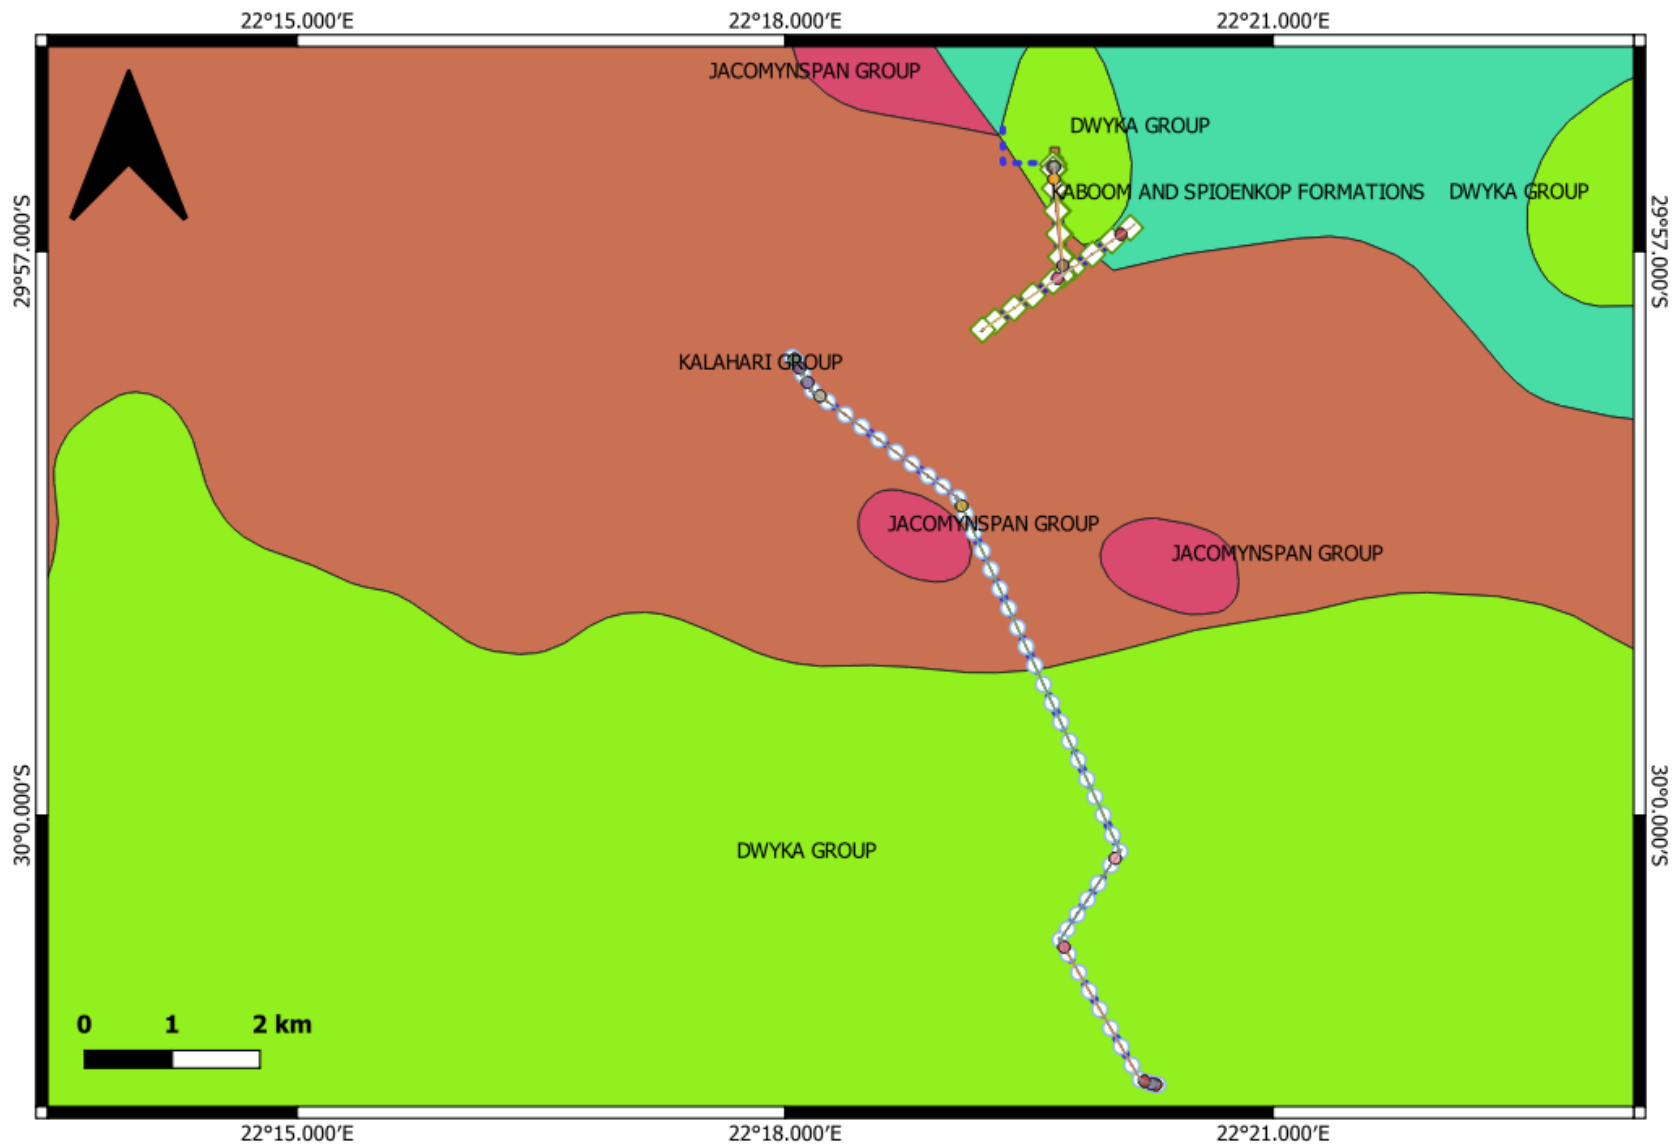 22°15.000′E 22°18.000′E 22°21.000′E
JACOMYNSPAN GROUP
DWYKA GROUP
KABOOM AND SPIOENKOP FORMATIONS DWYKA GROUP
29°57.000′S 29°57.000′S
KALAHARI GROUP
JACOMYNSPAN GROUP
JACOMYNSPAN GROUP
30°0.000′S 30°0.000′S
DWYKA GROUP
0 1 2 km
22°15.000′E 22°18.000′E 22°21.000′E